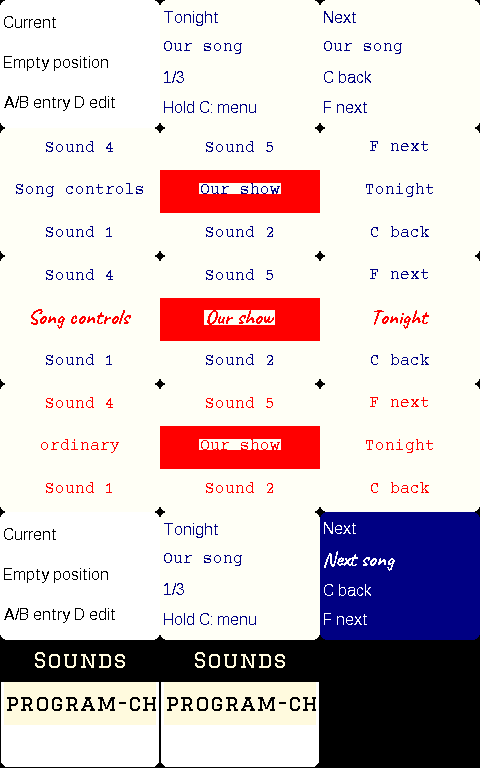 Current
Empty position
A/B entry D edit
Tonight
Our song
1/3
Hold C: menu
Next
Our song
C back
F next
Sound 4
Sound 5
F next
Song controls
Our show
Tonight
Sound 1
Sound 2
C back
Sound 4
Sound 5
F next
Song controls
Our show
Tonight
Sound 1
Sound 2
C back
Sound 4
Sound 5
F next
ordinary
Our show
Tonight
Sound 1
Sound 2
C back
Current
Empty position
A/B entry D edit
Tonight
Our song
1/3
Hold C: menu
Next
Next song
C back
F next
Sounds
Sounds
PROGRAM-CH
PROGRAM-CH